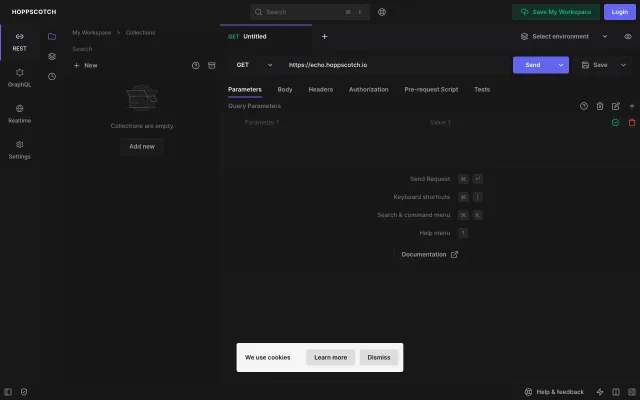 HOPPSCOTCH
Search ⌘ K
Save My Workspace
Login
REST
GraphQL
Realtime
Settings
My Workspace > Collections
Search
New
Collections are empty
Add new
GET Untitled
Select environment
GET https://echo.hoppscotch.io
Send
Save
Parameters Body Headers Authorization Pre-request Script Tests
Query Parameters
Parameter 1 Value 1
Send Request ⌘ ↵
Keyboard shortcuts ⌘ /
Search & command menu ⌘ K
Help menu ?
Documentation
We use cookies Learn more Dismiss
Help & feedback